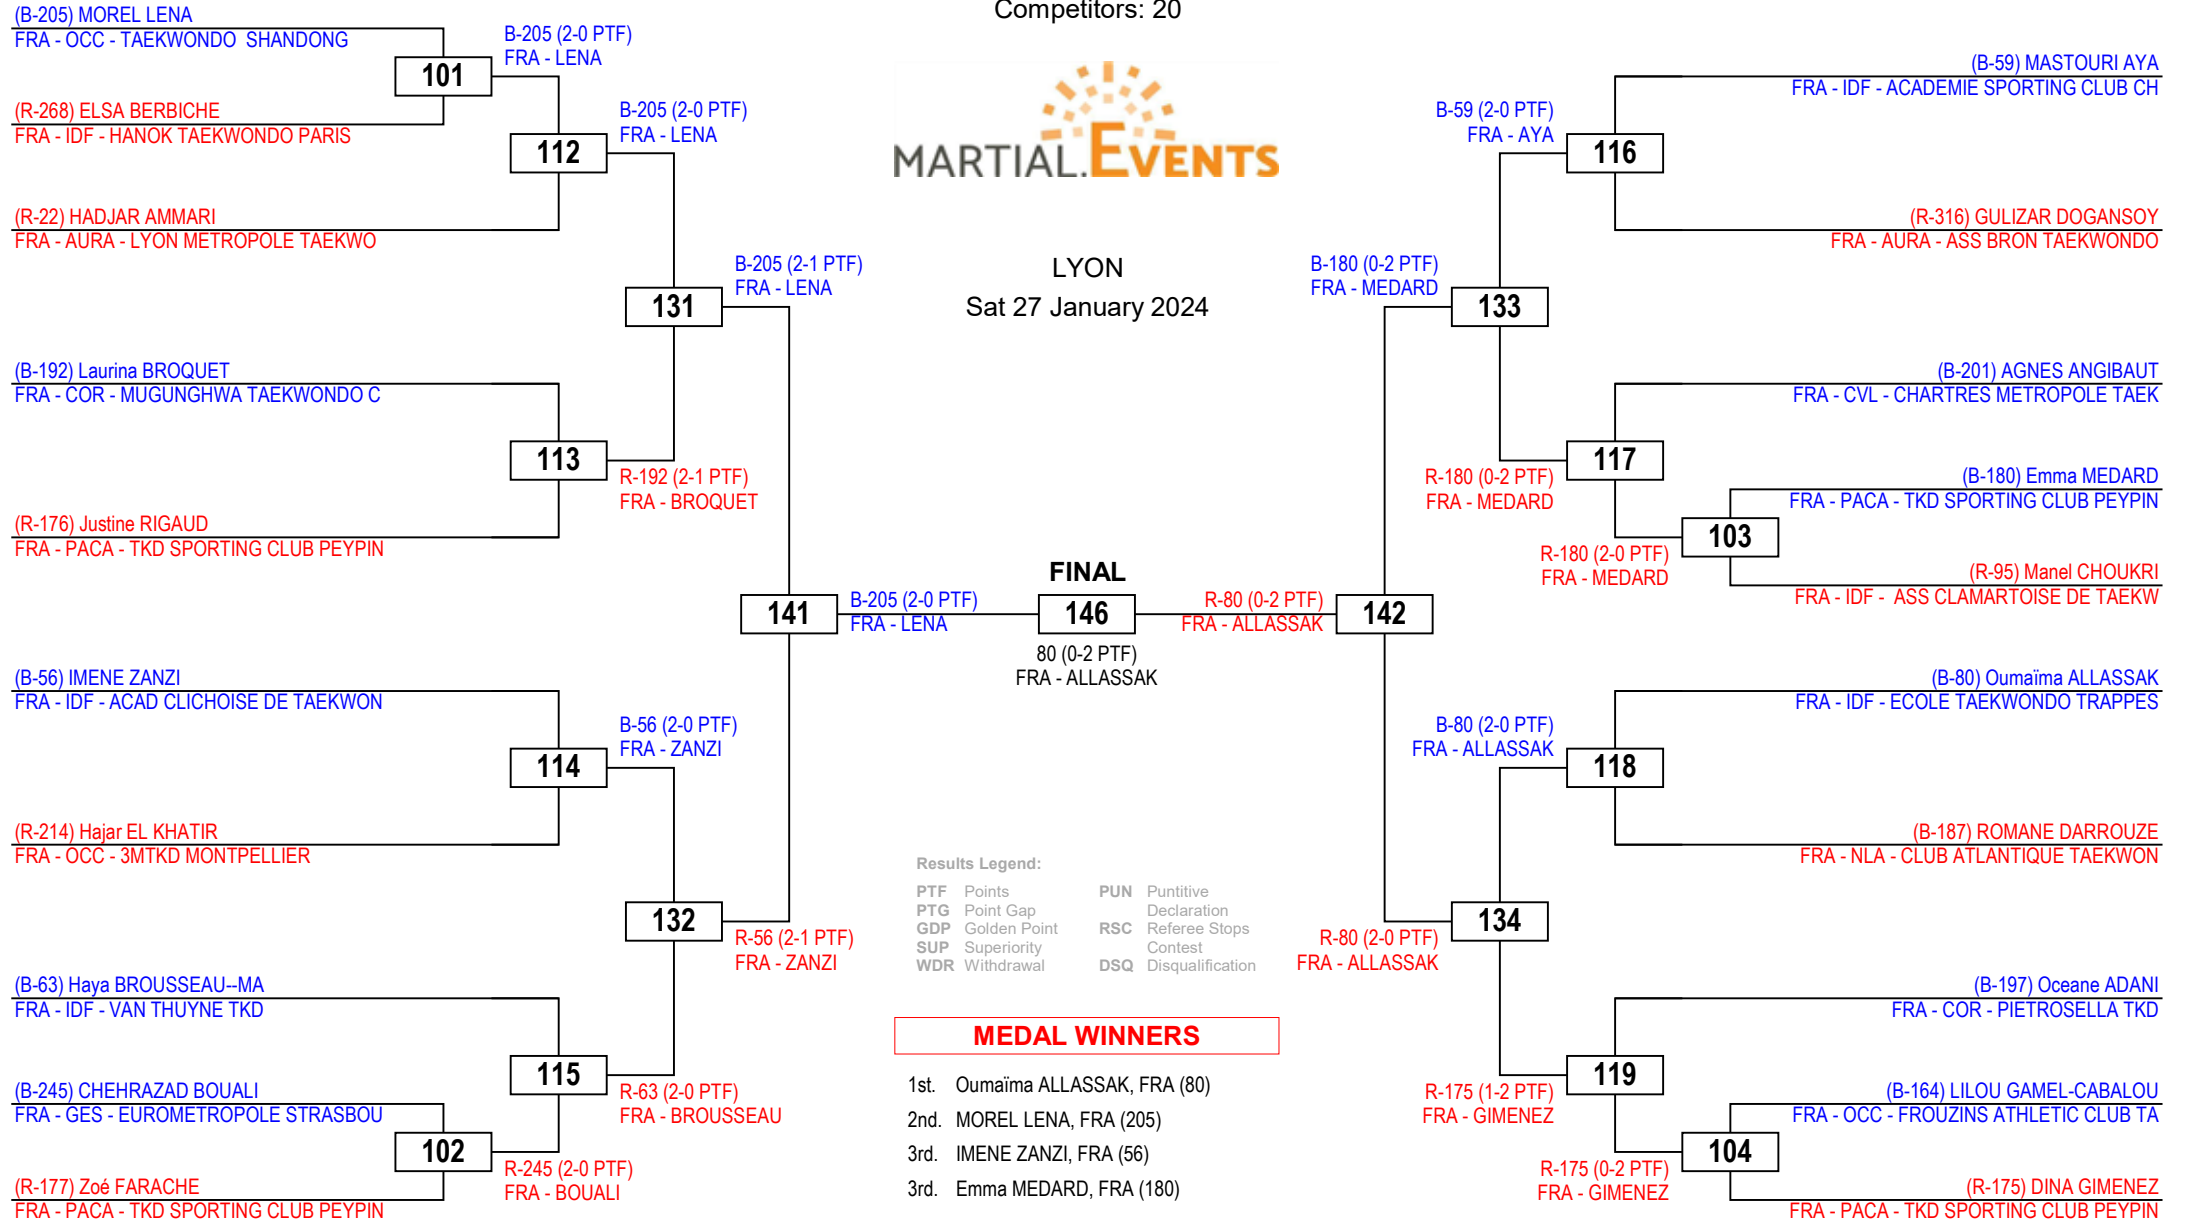 Competitors: 20
MARTIAL.EVENTS
LYON
Sat 27 January 2024
(B-205) MOREL LENA
FRA - OCC - TAEKWONDO  SHANDONG
101
(R-268) ELSA BERBICHE
FRA - IDF - HANOK TAEKWONDO PARIS
B-205 (2-0 PTF)
FRA - LENA
112
(R-22) HADJAR AMMARI
FRA - AURA - LYON METROPOLE TAEKWO
B-205 (2-0 PTF)
FRA - LENA
131
B-205 (2-1 PTF)
FRA - LENA
(B-192) Laurina BROQUET
FRA - COR - MUGUNGHWA TAEKWONDO C
113
R-192 (2-1 PTF)
FRA - BROQUET
(R-176) Justine RIGAUD
FRA - PACA - TKD SPORTING CLUB PEYPIN
141
B-205 (2-0 PTF)
FRA - LENA
(B-56) IMENE ZANZI
FRA - IDF - ACAD CLICHOISE DE TAEKWON
114
B-56 (2-0 PTF)
FRA - ZANZI
(R-214) Hajar EL KHATIR
FRA - OCC - 3MTKD MONTPELLIER
132
R-56 (2-1 PTF)
FRA - ZANZI
(B-63) Haya BROUSSEAU--MA
FRA - IDF - VAN THUYNE TKD
115
R-63 (2-0 PTF)
FRA - BROUSSEAU
(B-245) CHEHRAZAD BOUALI
FRA - GES - EUROMETROPOLE STRASBOU
102
R-245 (2-0 PTF)
FRA - BOUALI
(R-177) Zoé FARACHE
FRA - PACA - TKD SPORTING CLUB PEYPIN
FINAL
146
80 (0-2 PTF)
FRA - ALLASSAK
R-80 (0-2 PTF)
FRA - ALLASSAK
142
(B-59) MASTOURI AYA
FRA - IDF - ACADEMIE SPORTING CLUB CH
B-59 (2-0 PTF)
FRA - AYA
116
(R-316) GULIZAR DOGANSOY
FRA - AURA - ASS BRON TAEKWONDO
B-180 (0-2 PTF)
FRA - MEDARD
133
(B-201) AGNES ANGIBAUT
FRA - CVL - CHARTRES METROPOLE TAEK
117
R-180 (0-2 PTF)
FRA - MEDARD
(B-180) Emma MEDARD
FRA - PACA - TKD SPORTING CLUB PEYPIN
103
R-180 (2-0 PTF)
FRA - MEDARD
(R-95) Manel CHOUKRI
FRA - IDF -  ASS CLAMARTOISE DE TAEKW
(B-80) Oumaïma ALLASSAK
FRA - IDF - ECOLE TAEKWONDO TRAPPES
B-80 (2-0 PTF)
FRA - ALLASSAK
118
(B-187) ROMANE DARROUZE
FRA - NLA - CLUB ATLANTIQUE TAEKWON
134
R-80 (2-0 PTF)
FRA - ALLASSAK
(B-197) Oceane ADANI
FRA - COR - PIETROSELLA TKD
119
R-175 (1-2 PTF)
FRA - GIMENEZ
(B-164) LILOU GAMEL-CABALOU
FRA - OCC - FROUZINS ATHLETIC CLUB TA
104
R-175 (0-2 PTF)
FRA - GIMENEZ
(R-175) DINA GIMENEZ
FRA - PACA - TKD SPORTING CLUB PEYPIN
Results Legend:
PTF Points
PTG Point Gap
GDP Golden Point
SUP Superiority
WDR Withdrawal
PUN Puntitive
Declaration
RSC Referee Stops
Contest
DSQ Disqualification
MEDAL WINNERS
1st. Oumaïma ALLASSAK, FRA (80)
2nd. MOREL LENA, FRA (205)
3rd. IMENE ZANZI, FRA (56)
3rd. Emma MEDARD, FRA (180)